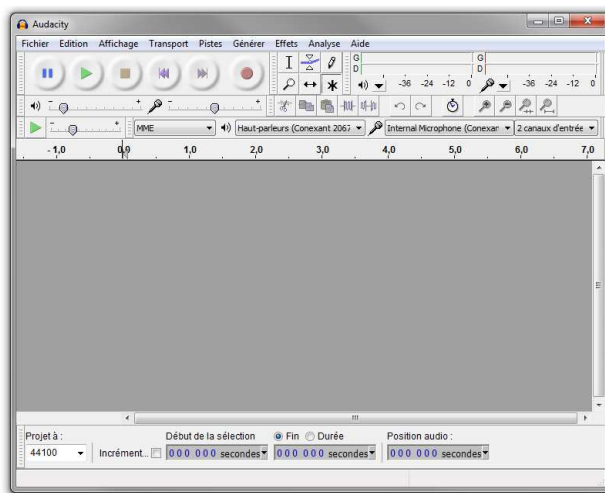 Audacity
Fichier Edition Affichage Transport Pistes Générer Effets Analyse Aide
G G
D D
-36 -24 -12 0 -36 -24 -12 0
MME Haut-parleurs (Conexant 2067 Internal Microphone (Conexar 2 canaux d'entrée
- 1,0 0,0 1,0 2,0 3,0 4,0 5,0 6,0 7,0
Projet à : Début de la sélection Fin Durée Position audio :
44100 Incrément... 000 000 secondes 000 000 secondes 000 000 secondes